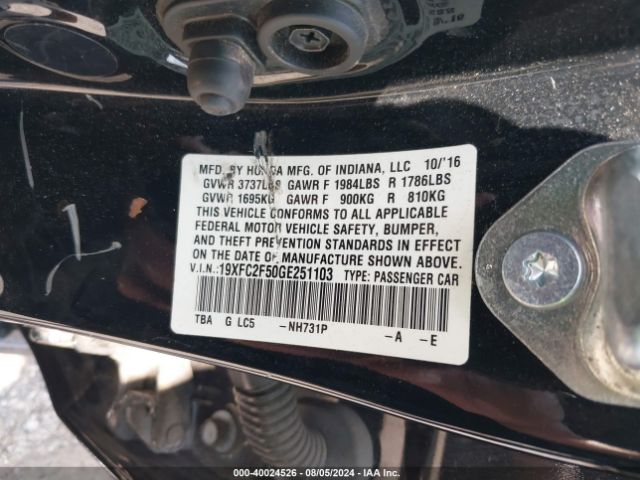 MFD. BY HONDA MFG. OF INDIANA, LLC 10/'16
GVWR 3737LBS GAWR F 1984LBS R 1786LBS
GVWR 1695KG GAWR F 900KG R 810KG
THIS VEHICLE CONFORMS TO ALL APPLICABLE
FEDERAL MOTOR VEHICLE SAFETY, BUMPER,
AND THEFT PREVENTION STANDARDS IN EFFECT
ON THE DATE OF MANUFACTURE SHOWN ABOVE.
V.I.N.: 19XFC2F50GE251103 TYPE: PASSENGER CAR
TBA G LC5 -NH731P -A -E
000-40024526 - 08/05/2024 - IAA Inc.